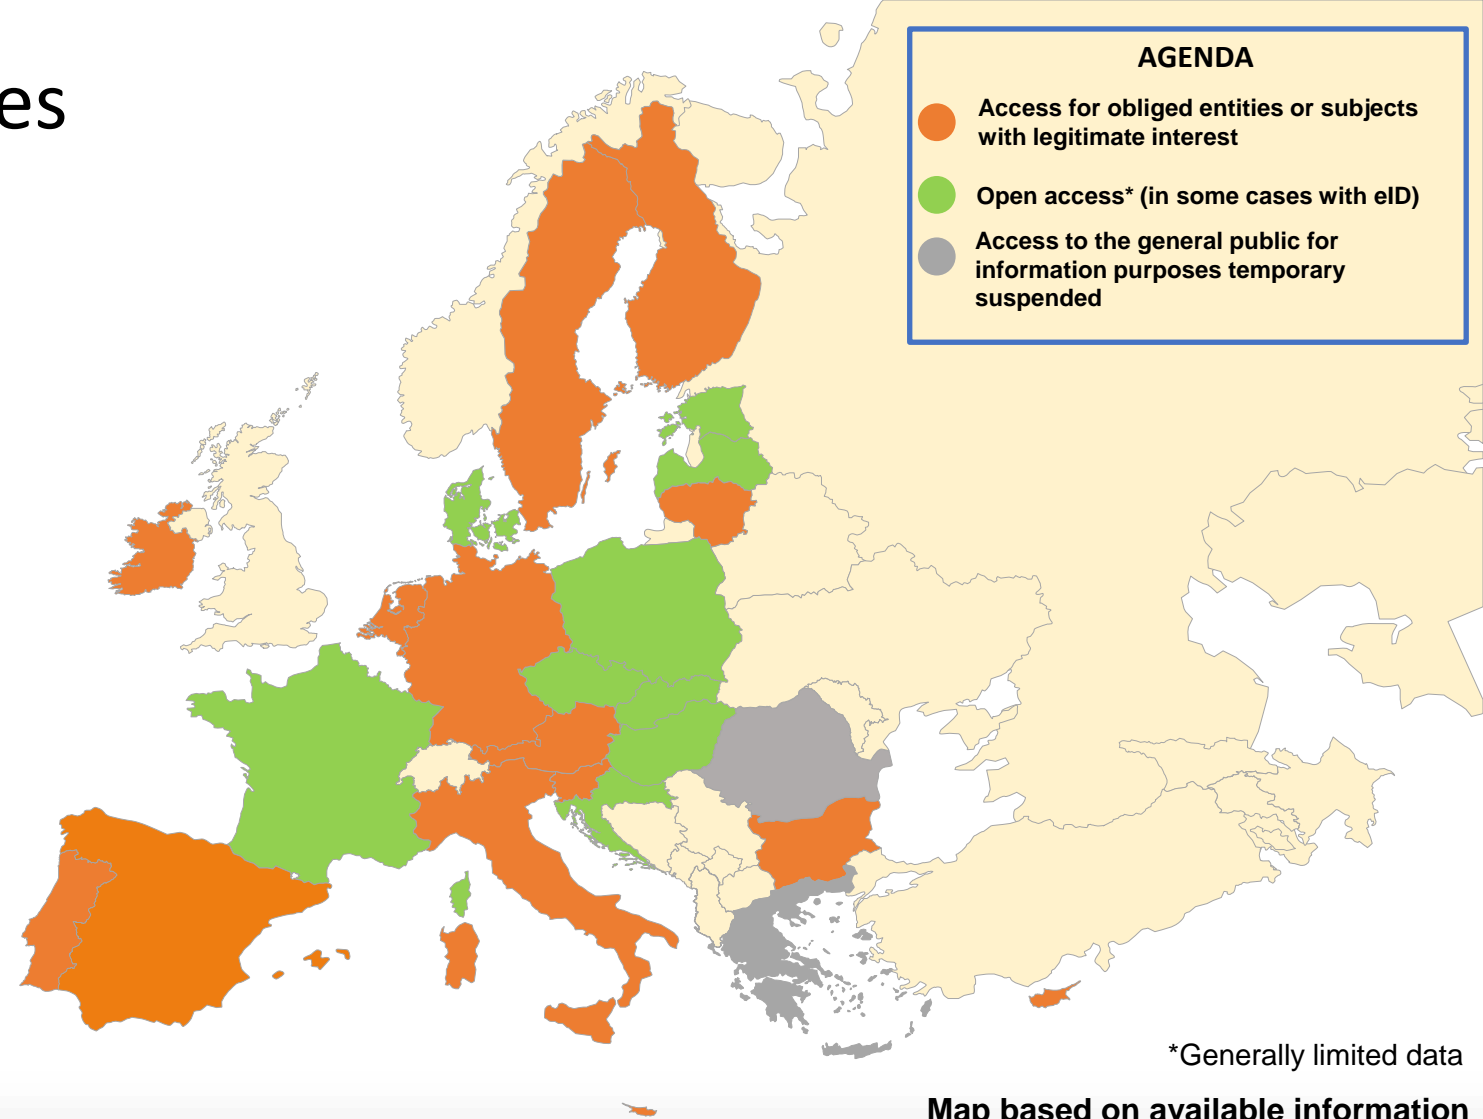 es
AGENDA
Access for obliged entities or subjects
with legitimate interest
Open access* (in some cases with eID)
Access to the general public for
information purposes temporary
suspended
*Generally limited data
Map based on available information